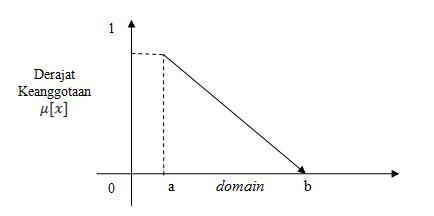 1
Derajat
Keanggotaan
μ[x]
0 a domain b